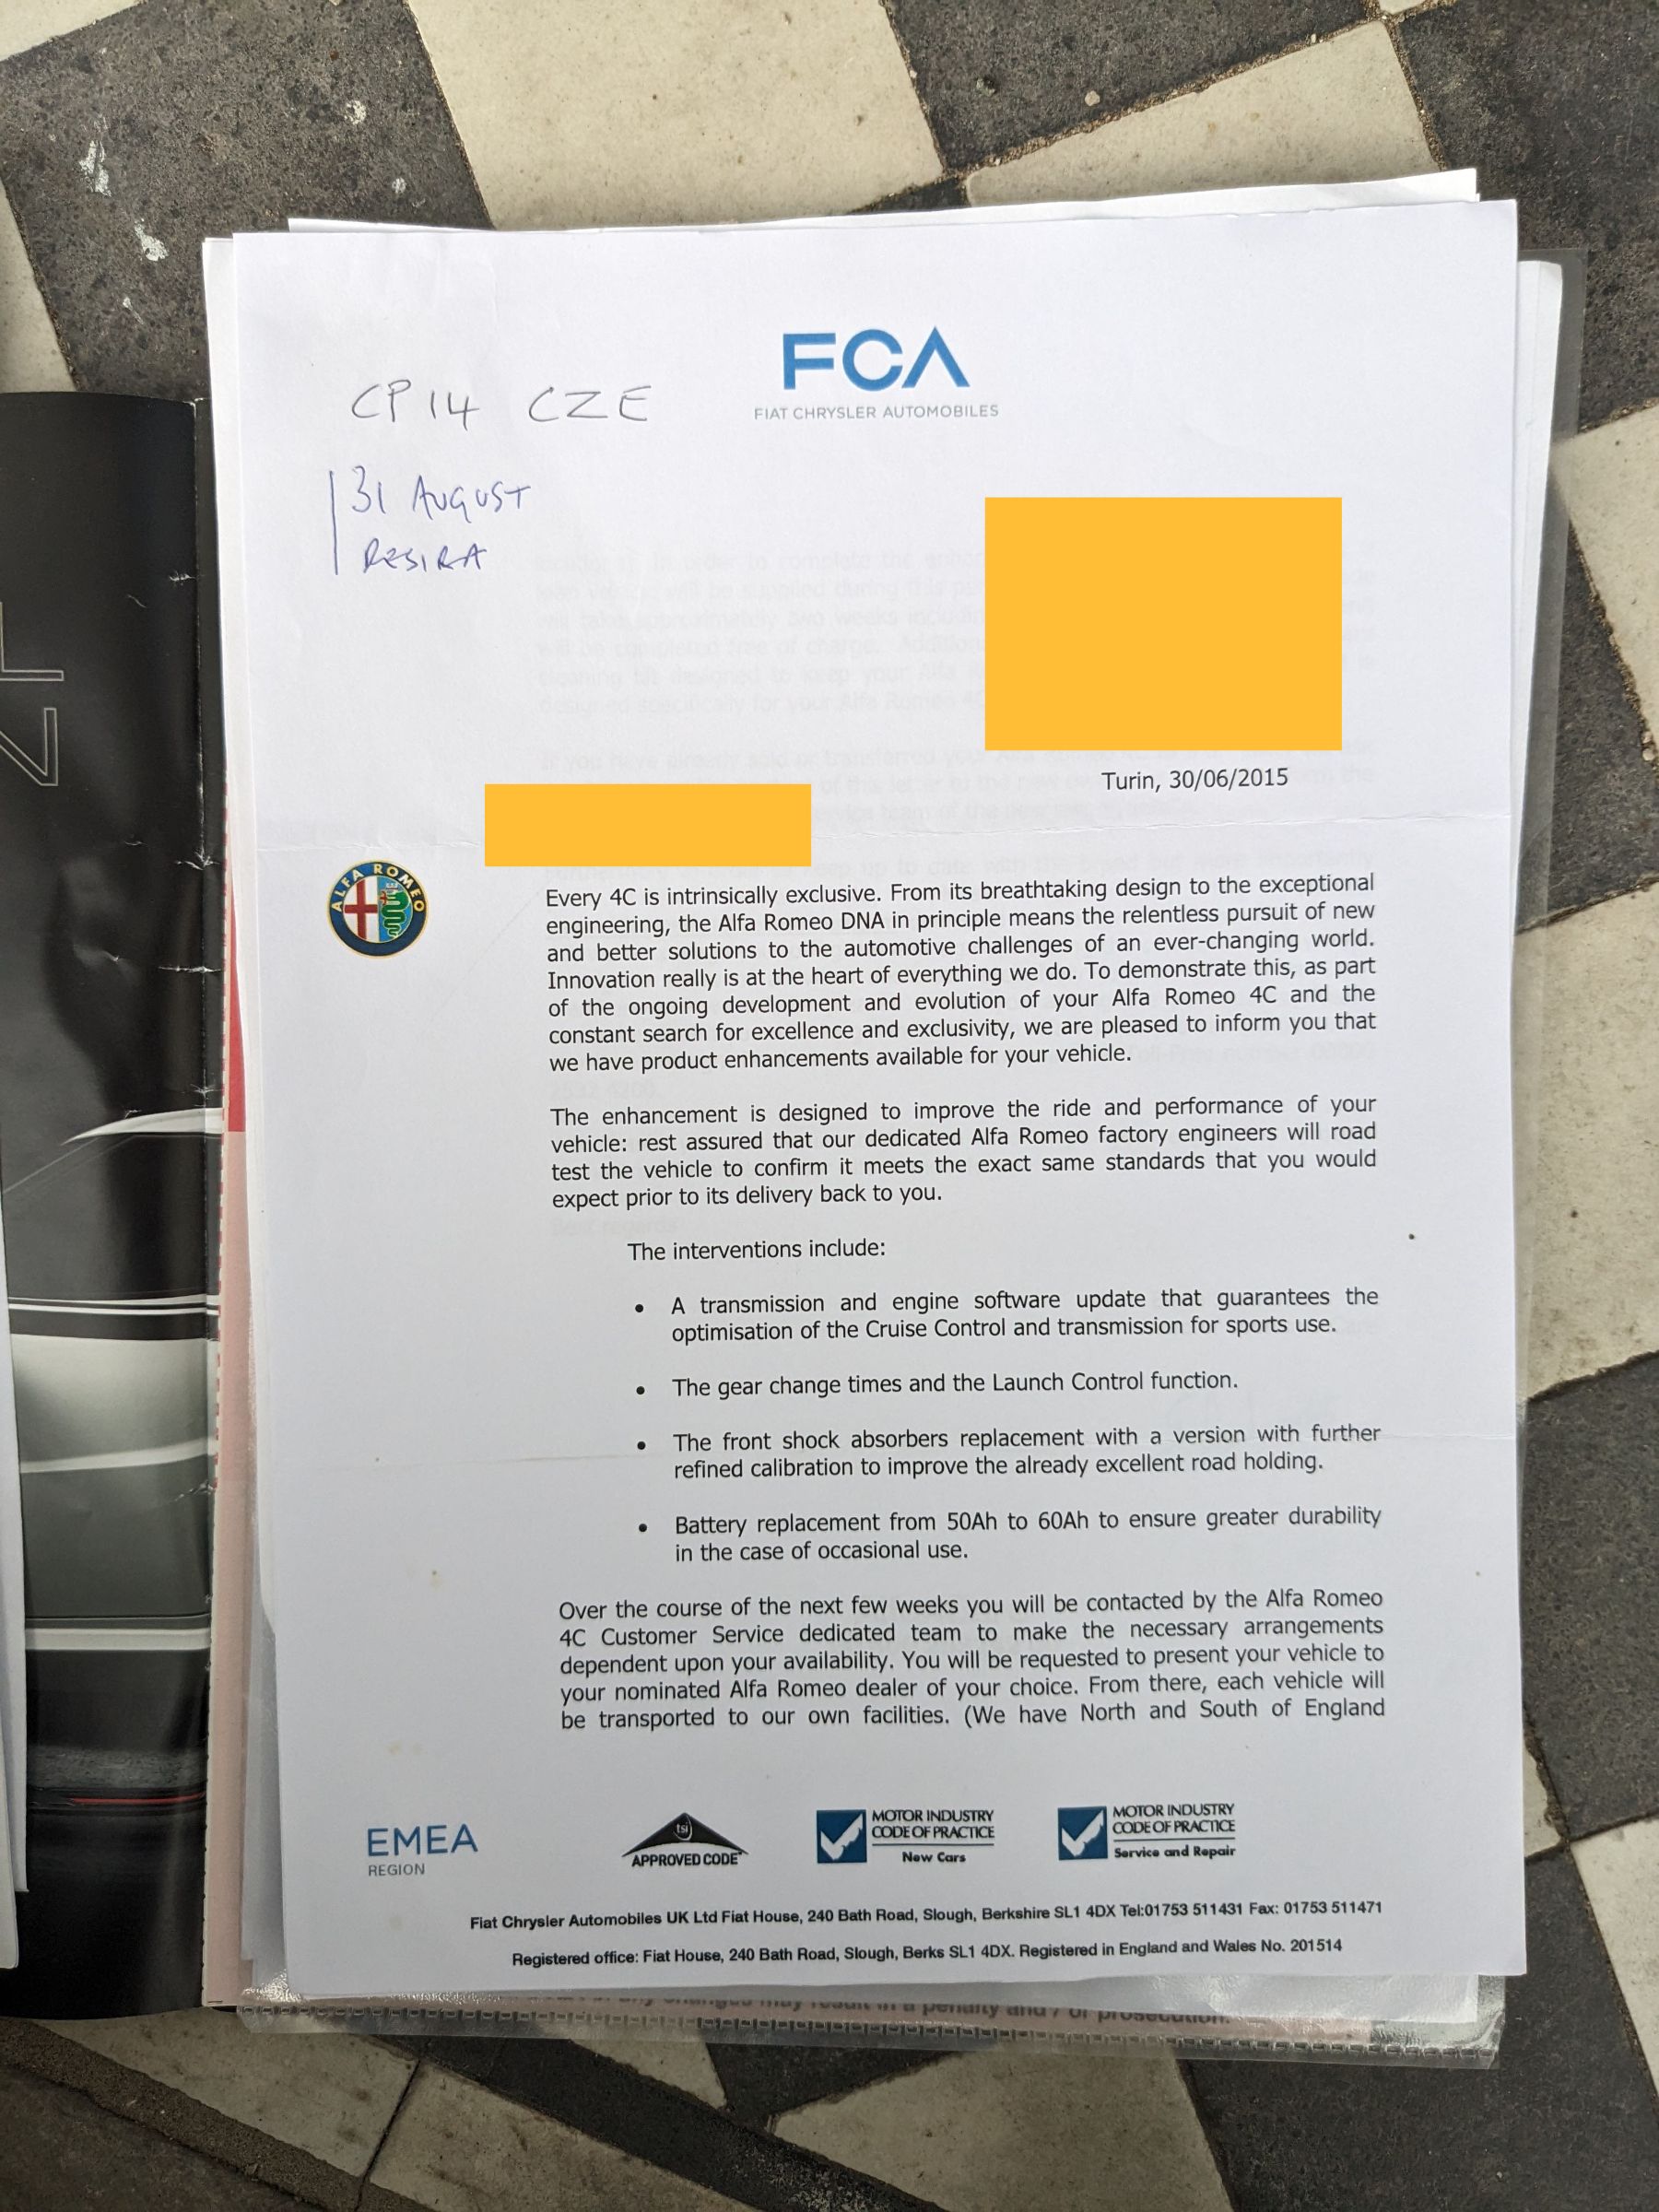 FCA
FIAT CHRYSLER AUTOMOBILES
CP14 CZE
31 AUGUST
Turin, 30/06/2015
ALFA ROMEO
Every 4C is intrinsically exclusive. From its breathtaking design to the exceptional
engineering, the Alfa Romeo DNA in principle means the relentless pursuit of new
and better solutions to the automotive challenges of an ever-changing world.
Innovation really is at the heart of everything we do. To demonstrate this, as part
of the ongoing development and evolution of your Alfa Romeo 4C and the
constant search for excellence and exclusivity, we are pleased to inform you that
we have product enhancements available for your vehicle.
The enhancement is designed to improve the ride and performance of your
vehicle: rest assured that our dedicated Alfa Romeo factory engineers will road
test the vehicle to confirm it meets the exact same standards that you would
expect prior to its delivery back to you.
The interventions include:
• A transmission and engine software update that guarantees the
optimisation of the Cruise Control and transmission for sports use.
• The gear change times and the Launch Control function.
• The front shock absorbers replacement with a version with further
refined calibration to improve the already excellent road holding.
• Battery replacement from 50Ah to 60Ah to ensure greater durability
in the case of occasional use.
Over the course of the next few weeks you will be contacted by the Alfa Romeo
4C Customer Service dedicated team to make the necessary arrangements
dependent upon your availability. You will be requested to present your vehicle to
your nominated Alfa Romeo dealer of your choice. From there, each vehicle will
be transported to our own facilities. (We have North and South of England
EMEA
REGION
tsi
APPROVED CODE
MOTOR INDUSTRY
CODE OF PRACTICE
New Cars
MOTOR INDUSTRY
CODE OF PRACTICE
Service and Repair
Fiat Chrysler Automobiles UK Ltd Fiat House, 240 Bath Road, Slough, Berkshire SL1 4DX Tel:01753 511431 Fax: 01753 511471
Registered office: Fiat House, 240 Bath Road, Slough, Berks SL1 4DX. Registered in England and Wales No. 201514
any changes may result in a penalty and / or prosecution.